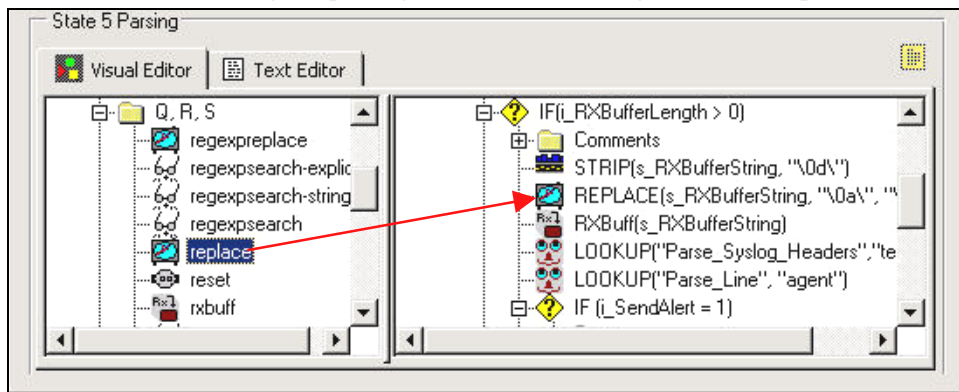 State 5 Parsing
Visual Editor
Text Editor
Q, R, S
regexpreplace
regexpsearch-explic
regexpsearch-string
regexpsearch
replace
reset
rxbuff
IF(i_RXBufferLength > 0)
Comments
STRIP(s_RXBufferString, "\0d\")
REPLACE(s_RXBufferString, "\0a\", "\
RXBuff(s_RXBufferString)
LOOKUP("Parse_Syslog_Headers","te
LOOKUP("Parse_Line", "agent")
IF (i_SendAlert = 1)